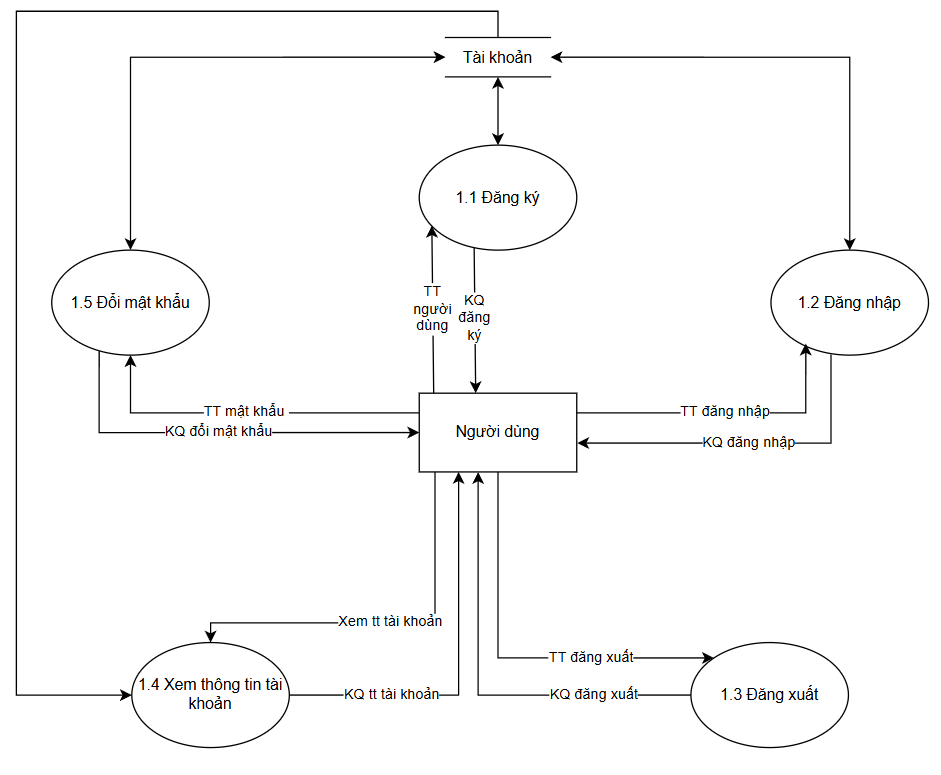 Tài khoản
1.1 Đăng ký
1.5 Đổi mật khẩu
1.2 Đăng nhập
TT
người
dùng
KQ
đăng
ký
TT mật khẩu
KQ đổi mật khẩu
Người dùng
TT đăng nhập
KQ đăng nhập
Xem tt tài khoản
TT đăng xuất
1.4 Xem thông tin tài
khoản
KQ tt tài khoản
KQ đăng xuất
1.3 Đăng xuất